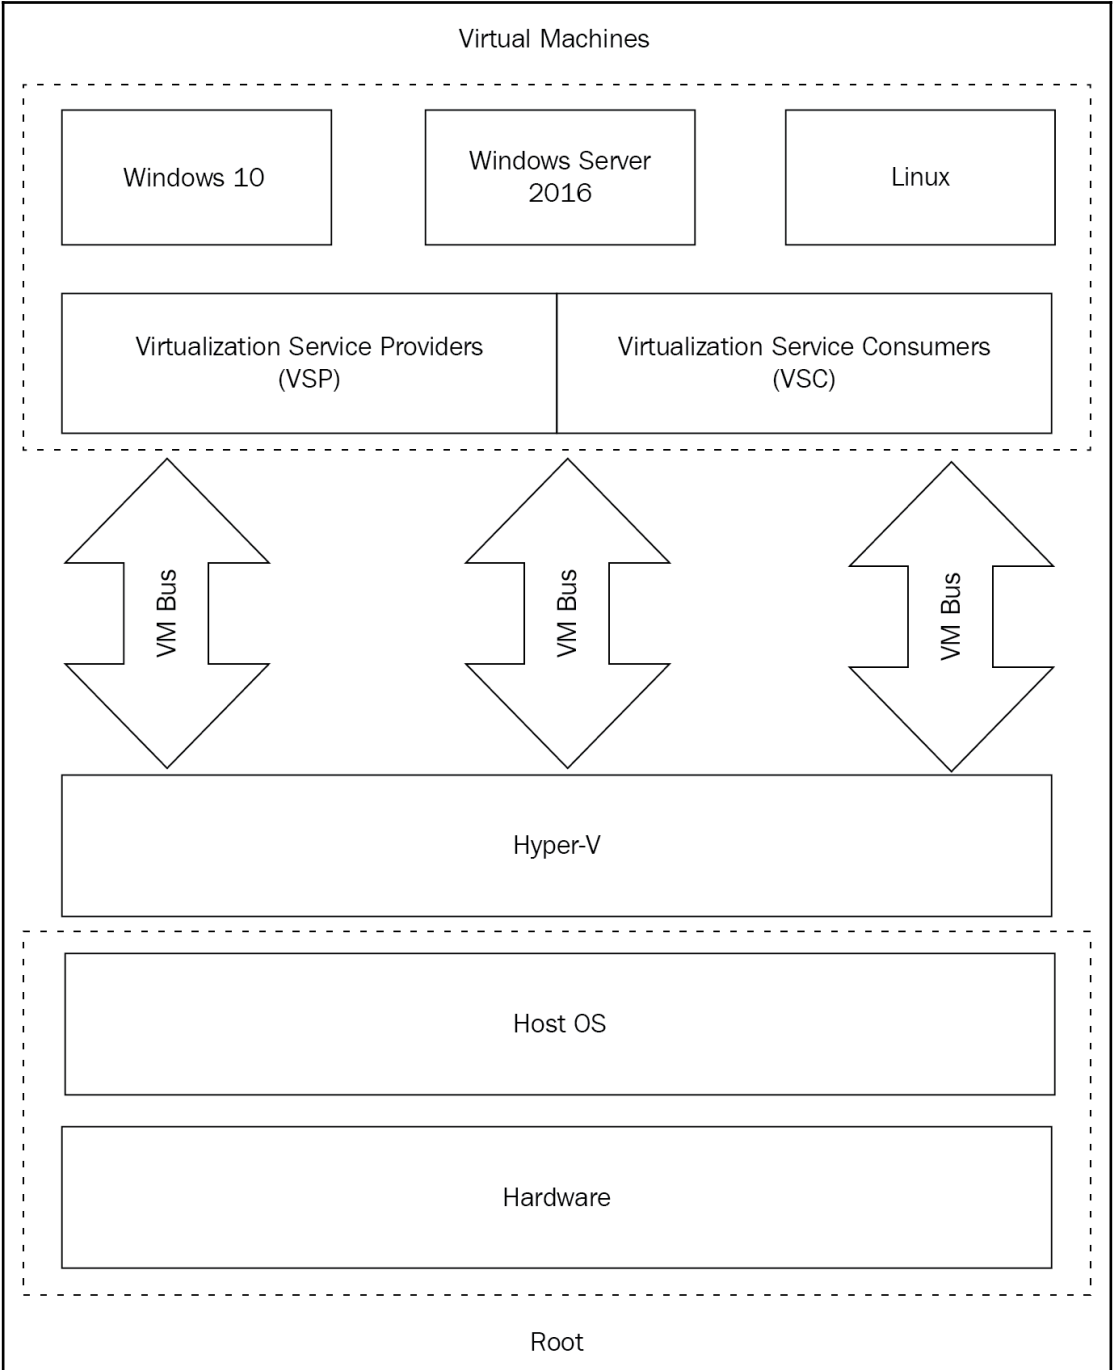 Virtual Machines
Windows 10
Windows Server
2016
Linux
Virtualization Service Providers
(VSP)
Virtualization Service Consumers
(VSC)
VM Bus
VM Bus
VM Bus
Hyper-V
Host OS
Hardware
Root